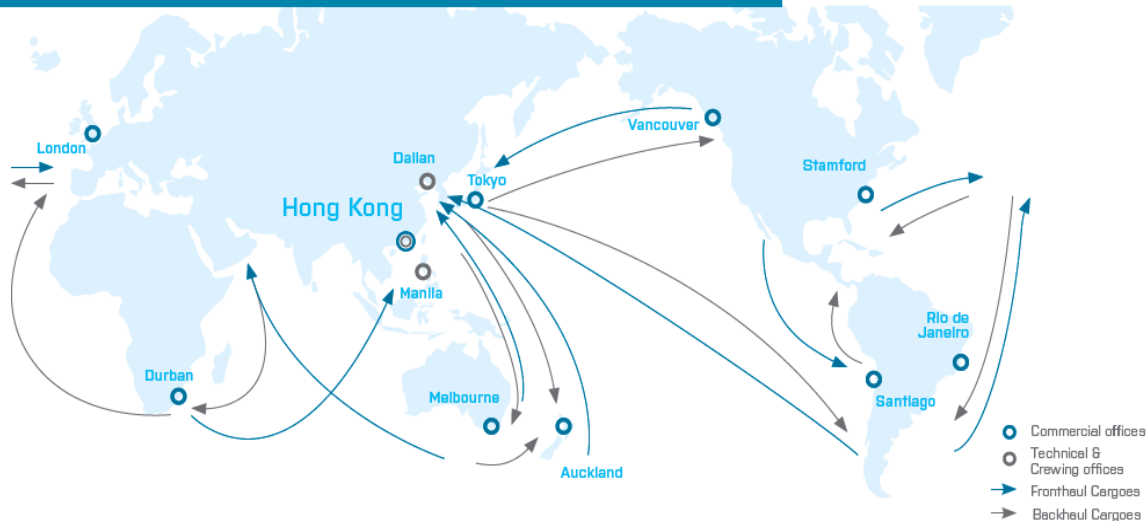 London
Vancouver
Dalian
Stamford
Tokyo
Hong Kong
Manila
Rio de
Janeiro
Durban
Melbourne
Santiago
Auckland
Commercial offices
Technical &
Crewing offices
Fronthaul Cargoes
Backhaul Cargoes